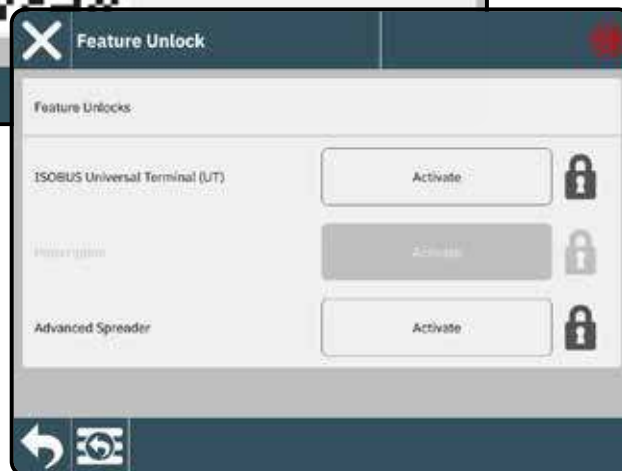 Feature Unlock
Feature Unlocks
ISOBUS Universal Terminal (UT)
Activate
Activate
Advanced Spreader
Activate